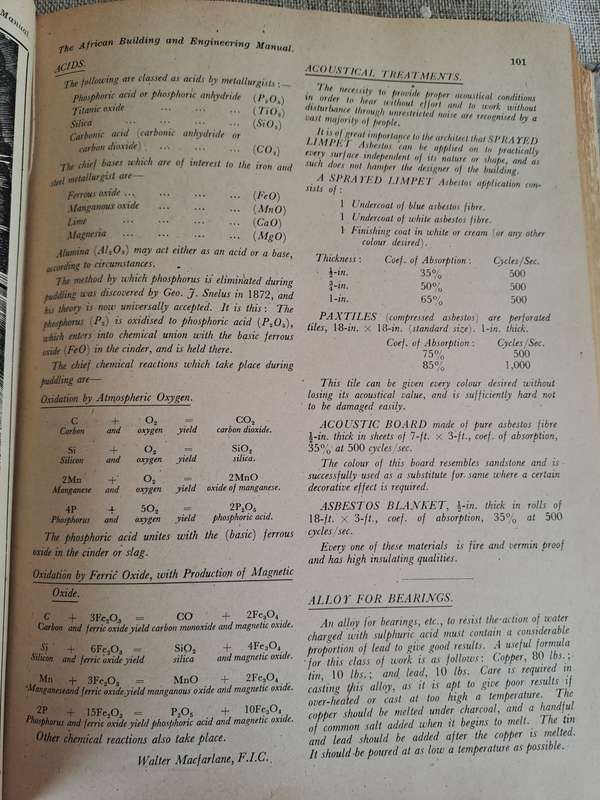 Manual
The African Building and Engineering Manual.
101
ACIDS.
The following are classed as acids by metallurgists :—
Phosphoric acid or phosphoric anhydride (P₂O₅)
Titanic oxide ... ... ... (TiO₂)
Silica ... ... ... ... (SiO₂)
Carbonic acid (carbonic anhydride or
carbon dioxide) ... ... ... (CO₂)
The chief bases which are of interest to the iron and
steel metallurgist are—
Ferrous oxide ... ... ... ... (FeO)
Manganous oxide ... ... ... (MnO)
Lime ... ... ... ... (CaO)
Magnesia ... ... ... ... (MgO)
Alumina (Al₂O₃) may act either as an acid or a base,
according to circumstances.
The method by which phosphorus is eliminated during
puddling was discovered by Geo. J. Snelus in 1872, and
his theory is now universally accepted. It is this : The
phosphorus (P₂) is oxidised to phosphoric acid (P₂O₅),
which enters into chemical union with the basic ferrous
oxide (FeO) in the cinder, and is held there.
The chief chemical reactions which take place during
puddling are—
Oxidation by Atmospheric Oxygen.
C + O₂ = CO₂
Carbon and oxygen yield carbon dioxide.
Si + O₂ = SiO₂
Silicon and oxygen yield silica.
2Mn + O₂ = 2MnO
Manganese and oxygen yield oxide of manganese.
4P + 5O₂ = 2P₂O₅
Phosphorus and oxygen yield phosphoric acid.
The phosphoric acid unites with the (basic) ferrous
oxide in the cinder or slag.
Oxidation by Ferric Oxide, with Production of Magnetic
Oxide.
C + 3Fe₂O₃ = CO + 2Fe₃O₄
Carbon and ferric oxide yield carbon monoxide and magnetic oxide.
Si + 6Fe₂O₃ = SiO₂ + 4Fe₃O₄
Silicon and ferric oxide yield silica and magnetic oxide.
Mn + 3Fe₂O₃ = MnO + 2Fe₃O₄
Manganese and ferric oxide yield manganous oxide and magnetic oxide.
2P + 15Fe₂O₃ = P₂O₅ + 10Fe₃O₄
Phosphorus and ferric oxide yield phosphoric acid and magnetic oxide.
Other chemical reactions also take place.
Walter Macfarlane, F.I.C.
ACOUSTICAL TREATMENTS.
The necessity to provide proper acoustical conditions
in order to hear without effort and to work without
disturbance through unrestricted noise are recognised by a
vast majority of people.
It is of great importance to the architect that SPRAYED
LIMPET Asbestos can be applied on to practically
every surface independent of its nature or shape, and as
such does not hamper the designer of the building.
A SPRAYED LIMPET Asbestos application con-
sists of :
1 Undercoat of blue asbestos fibre.
1 Undercoat of white asbestos fibre.
1 Finishing coat in white or cream (or any other
colour desired).
Thickness : Coef. of Absorption : Cycles/Sec.
½-in. 35% 500
¾-in. 50% 500
1-in. 65% 500
PAXTILES (compressed asbestos) are perforated
tiles, 18-in. × 18-in. (standard size). 1-in. thick.
Coef. of Absorption : Cycles/Sec.
75% 500
85% 1,000
This tile can be given every colour desired without
losing its acoustical value, and is sufficiently hard not
to be damaged easily.
ACOUSTIC BOARD made of pure asbestos fibre
½-in. thick in sheets of 7-ft. × 3-ft., coef. of absorption,
35% at 500 cycles/sec.
The colour of this board resembles sandstone and is
successfully used as a substitute for same where a certain
decorative effect is required.
ASBESTOS BLANKET, ½-in. thick in rolls of
18-ft. × 3-ft., coef. of absorption, 35% at 500
cycles/sec.
Every one of these materials is fire and vermin proof
and has high insulating qualities.
ALLOY FOR BEARINGS.
An alloy for bearings, etc., to resist the action of water
charged with sulphuric acid must contain a considerable
proportion of lead to give good results. A useful formula
for this class of work is as follows : Copper, 80 lbs. ;
tin, 10 lbs. ; and lead, 10 lbs. Care is required in
casting this alloy, as it is apt to give poor results if
over-heated or cast at too high a temperature. The
copper should be melted under charcoal, and a handful
of common salt added when it begins to melt. The tin
and lead should be added after the copper is melted.
It should be poured at as low a temperature as possible.